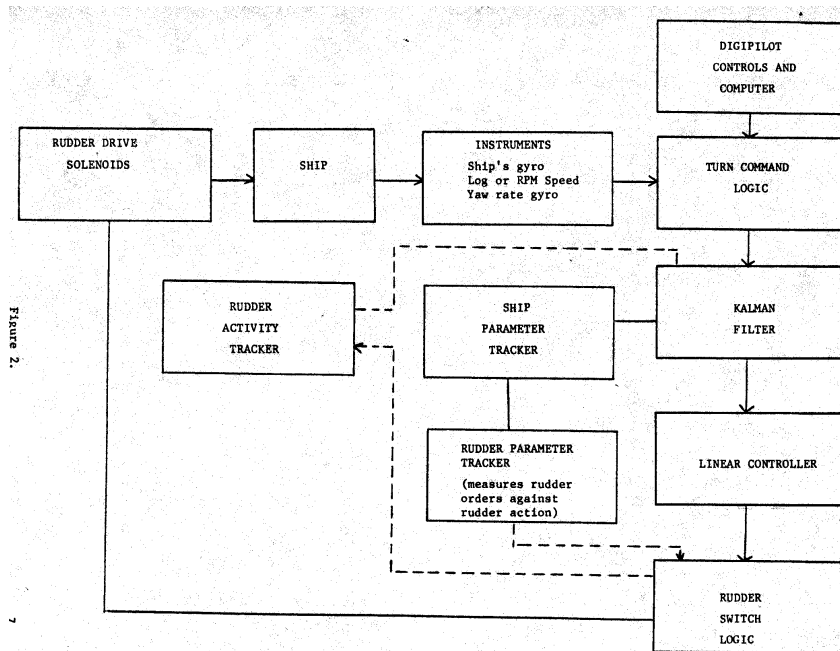 DIGIPILOT
CONTROLS AND
COMPUTER
RUDDER DRIVE
SOLENOIDS
SHIP
INSTRUMENTS
Ship's gyro
Log or RPM Speed
Yaw rate gyro
TURN COMMAND
LOGIC
RUDDER
ACTIVITY
TRACKER
SHIP
PARAMETER
TRACKER
KALMAN
FILTER
RUDDER PARAMETER
TRACKER
(measures rudder
orders against
rudder action)
LINEAR CONTROLLER
RUDDER
SWITCH
LOGIC
Figure 2.
7